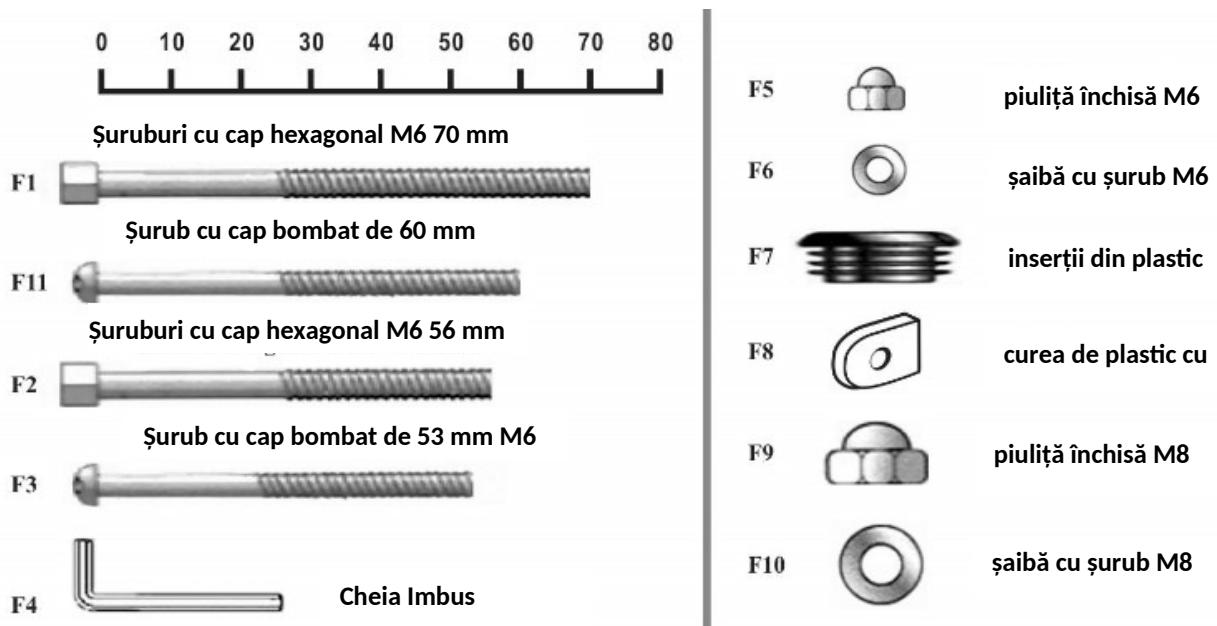 0 10 20 30 40 50 60 70 80
Șuruburi cu cap hexagonal M6 70 mm
F1
Șurub cu cap bombat de 60 mm
F11
Șuruburi cu cap hexagonal M6 56 mm
F2
Șurub cu cap bombat de 53 mm M6
F3
F4 Cheia Imbus
F5 piuliță închisă M6
F6 șaibă cu șurub M6
F7 inserții din plastic
F8 curea de plastic cu
F9 piuliță închisă M8
F10 șaibă cu șurub M8